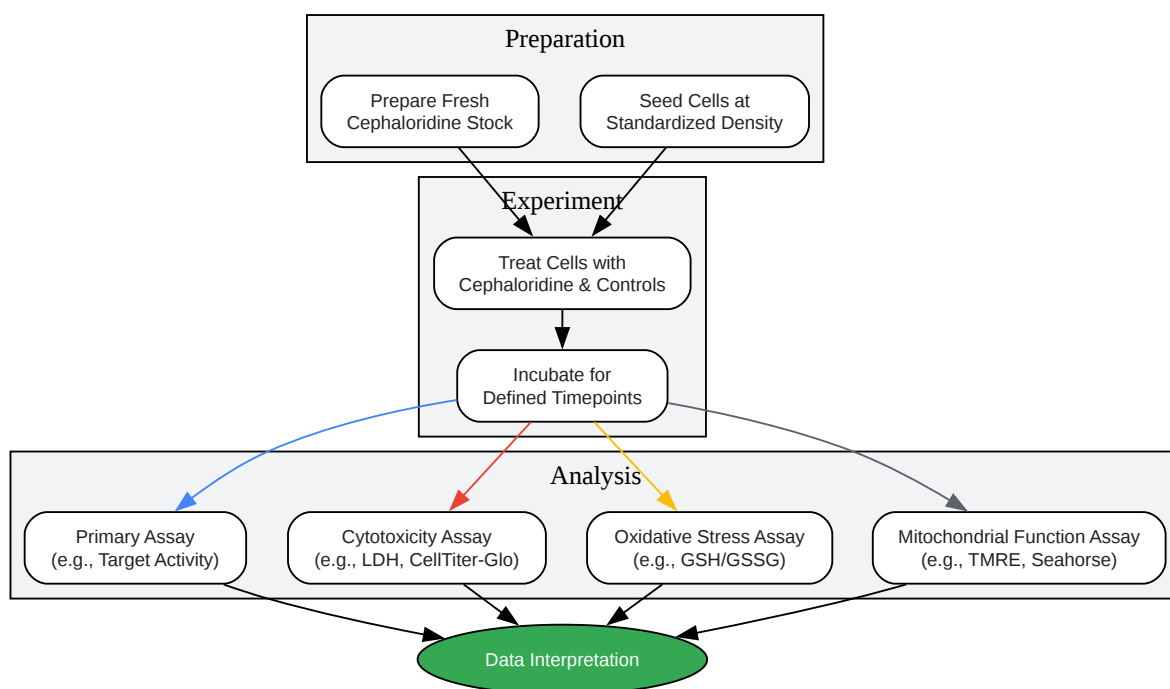 Preparation
Prepare Fresh
Cephaloridine Stock
Seed Cells at
Standardized Density
Experiment
Treat Cells with
Cephaloridine & Controls
Incubate for
Defined Timepoints
Analysis
Primary Assay
(e.g., Target Activity)
Cytotoxicity Assay
(e.g., LDH, CellTiter-Glo)
Oxidative Stress Assay
(e.g., GSH/GSSG)
Mitochondrial Function Assay
(e.g., TMRE, Seahorse)
Data Interpretation